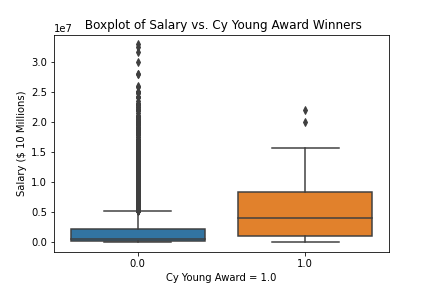 Boxplot of Salary vs. Cy Young Award Winners
1e7
3.0
2.5
2.0
1.5
1.0
0.5
0.0
Salary ($ 10 Millions)
0.0 1.0
Cy Young Award = 1.0